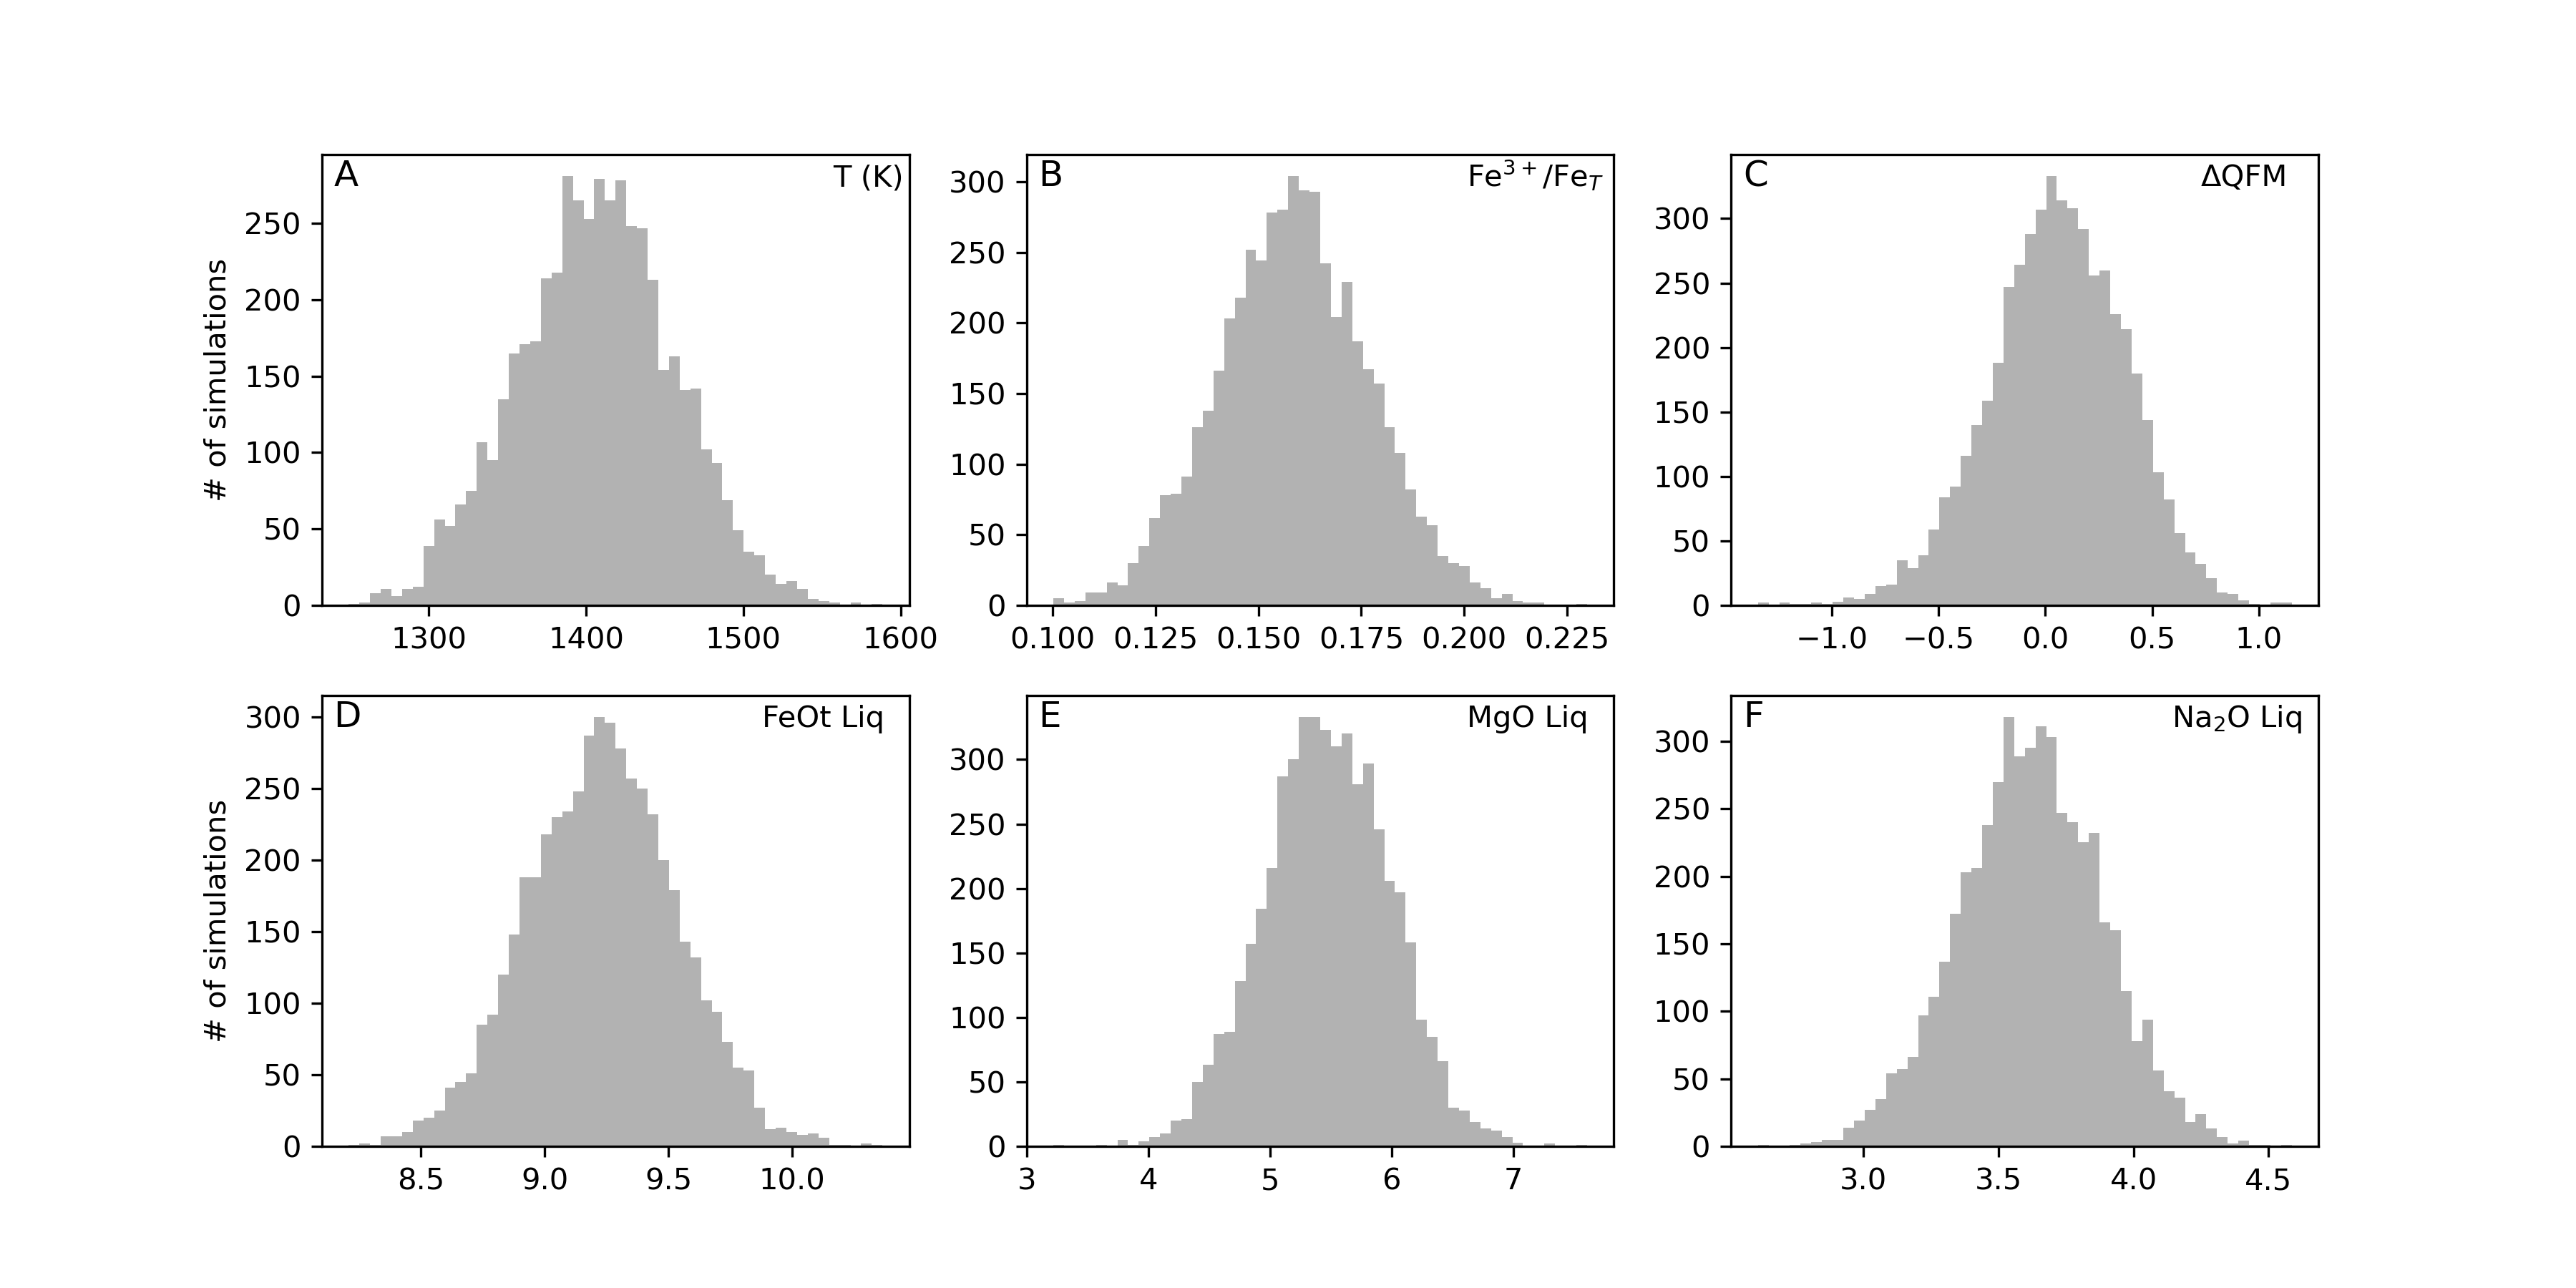 A T (K)
# of simulations
250
200
150
100
50
0
1300 1400 1500 1600
B Fe³⁺/Fe_T
300
250
200
150
100
50
0
0.100 0.125 0.150 0.175 0.200 0.225
C ΔQFM
300
250
200
150
100
50
0
−1.0 −0.5 0.0 0.5 1.0
D FeOt Liq
# of simulations
300
250
200
150
100
50
0
8.5 9.0 9.5 10.0
E MgO Liq
300
250
200
150
100
50
0
3 4 5 6 7
F Na₂O Liq
300
250
200
150
100
50
0
3.0 3.5 4.0 4.5